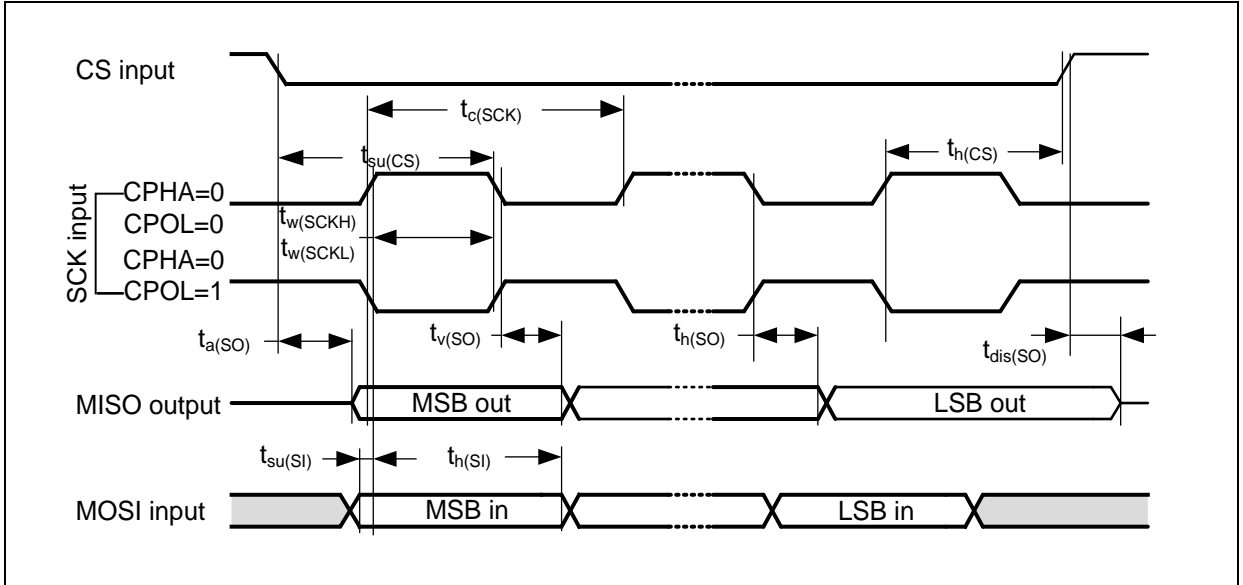 CS input
tc(SCK)
tsu(CS)
th(CS)
SCK input
CPHA=0
CPOL=0
tw(SCKH)
tw(SCKL)
CPHA=0
CPOL=1
ta(SO)
tv(SO)
th(SO)
tdis(SO)
MISO output
MSB out
LSB out
tsu(SI)
th(SI)
MOSI input
MSB in
LSB in